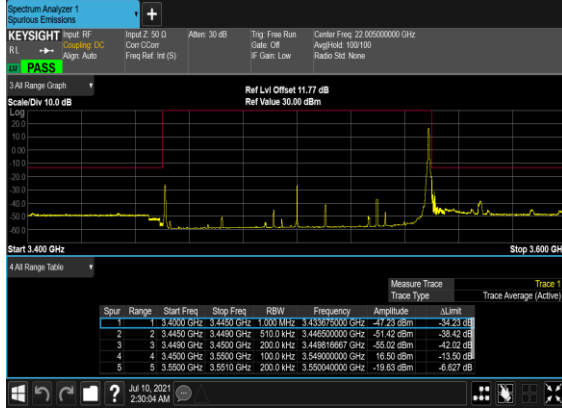 Spectrum Analyzer 1
Spurious Emissions
+
KEYSIGHT Input: RF Input Z: 50 Ω Atten: 30 dB Trig: Free Run Center Freq: 22.005000000 GHz
RL Coupling: DC Corr CCorr Gate: Off Avg|Hold: 100/100
Align: Auto Freq Ref: Int (S) IF Gain: Low Radio Std: None
PASS
3 All Range Graph
Ref Lvl Offset 11.77 dB
Scale/Div 10.0 dB Ref Value 30.00 dBm
Log
20.0
10.0
0.00
-10.0
-20.0
-30.0
-40.0
-50.0
-60.0
Start 3.400 GHz Stop 3.600 GH
4 All Range Table
Measure Trace Trace 1
Trace Type Trace Average (Active)
Spur Range Start Freq Stop Freq RBW Frequency Amplitude ΔLimit
1 1 3.4000 GHz 3.4450 GHz 1.000 MHz 3.433675000 GHz -47.23 dBm -34.23 dB
2 2 3.4450 GHz 3.4490 GHz 510.0 kHz 3.446500000 GHz -51.42 dBm -38.42 dB
3 3 3.4490 GHz 3.4500 GHz 200.0 kHz 3.449816667 GHz -55.02 dBm -42.02 dB
4 4 3.4500 GHz 3.5500 GHz 100.0 kHz 3.549000000 GHz 16.50 dBm -13.50 dB
5 5 3.5500 GHz 3.5510 GHz 200.0 kHz 3.550040000 GHz -19.63 dBm -6.627 dB
? Jul 10, 2021
2:30:04 AM